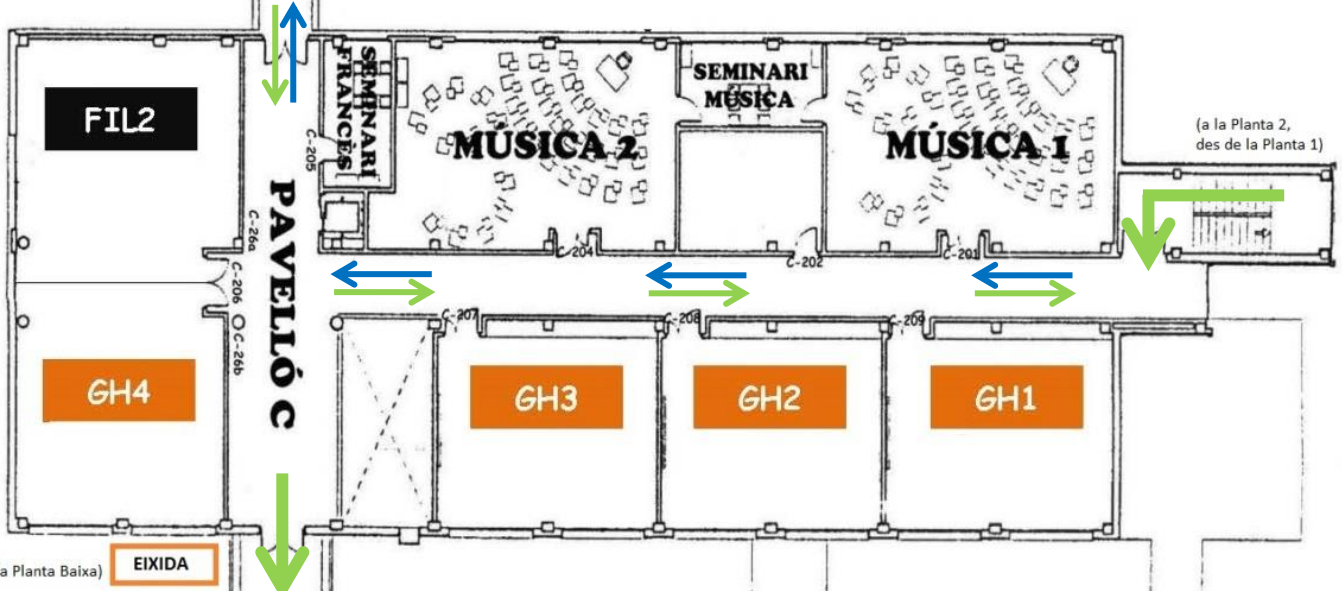 FIL2
SEMINARI
FRANCÈS
C-205
MÚSICA 2
SEMINARI
MÚSICA
MÚSICA 1
(a la Planta 2,
des de la Planta 1)
PAVELLÓ C
C-26a
C-206
C-26b
C-204
C-202
C-201
C-207
C-208
C-209
GH4
GH3
GH2
GH1
a Planta Baixa)
EIXIDA